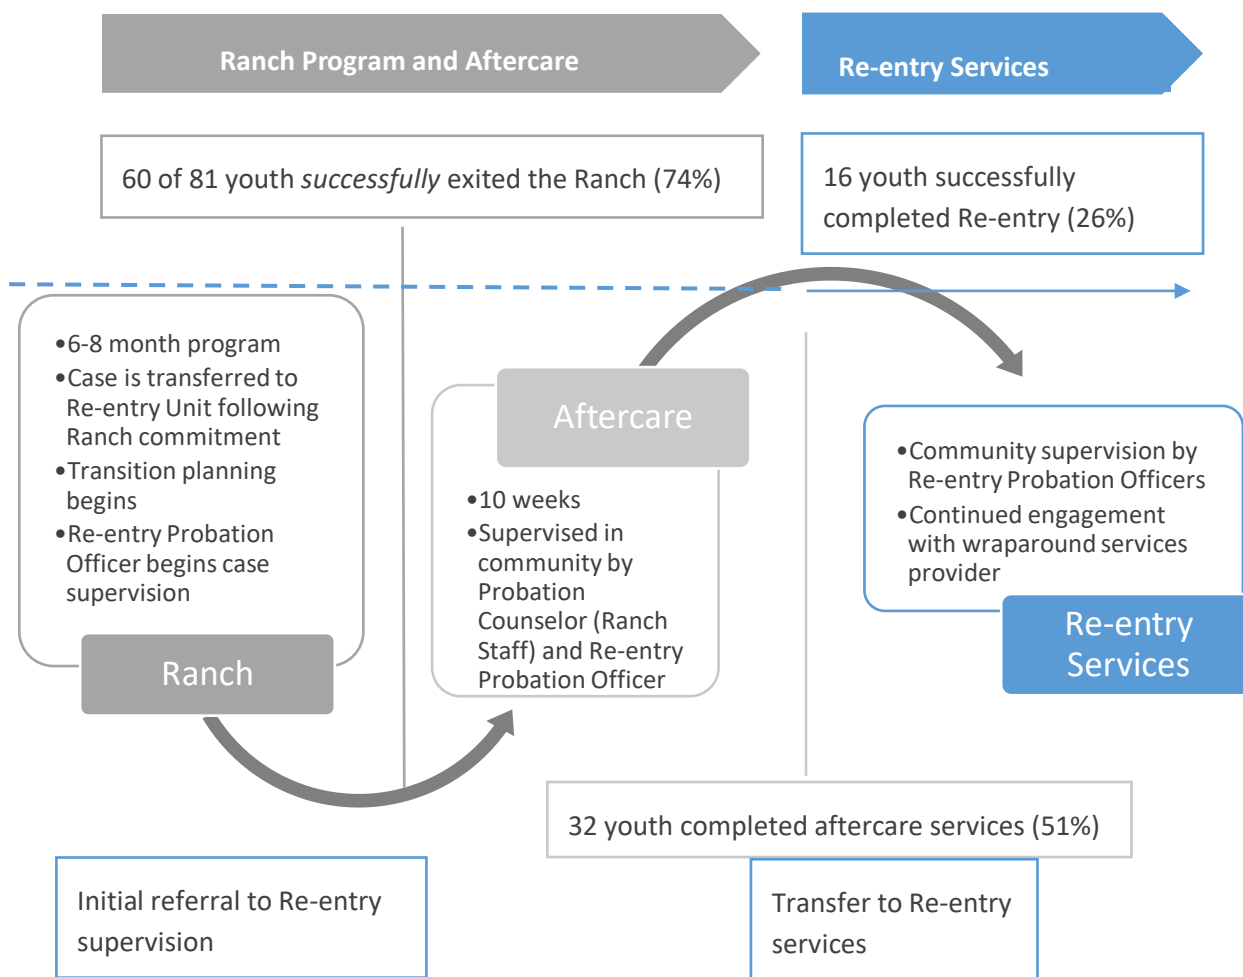 Ranch Program and Aftercare
Re-entry Services
60 of 81 youth successfully exited the Ranch (74%)
16 youth successfully
completed Re-entry (26%)
•6-8 month program
•Case is transferred to
Re-entry Unit following
Ranch commitment
•Transition planning
begins
•Re-entry Probation
Officer begins case
supervision
Ranch
Aftercare
•10 weeks
•Supervised in
community by
Probation
Counselor (Ranch
Staff) and Re-entry
Probation Officer
•Community supervision by
Re-entry Probation Officers
•Continued engagement
with wraparound services
provider
Re-entry
Services
32 youth completed aftercare services (51%)
Initial referral to Re-entry
supervision
Transfer to Re-entry
services